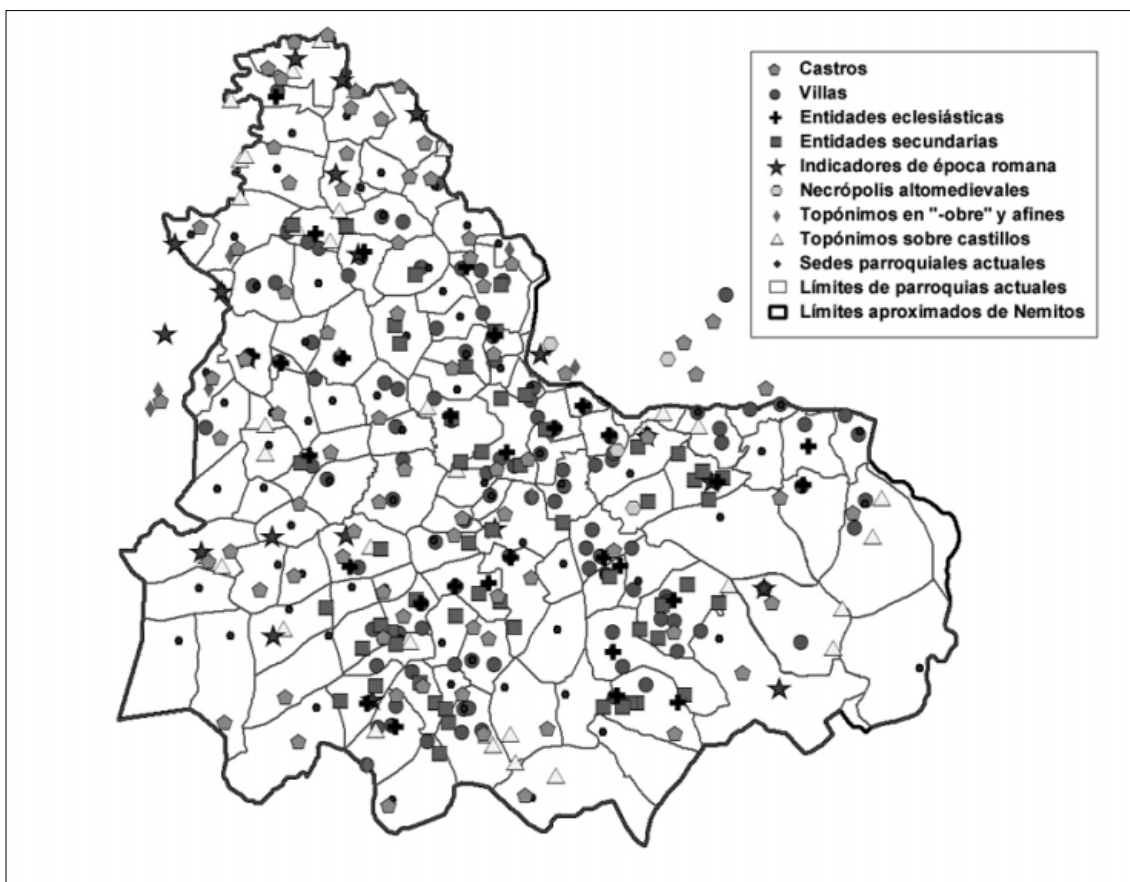 Castros
Villas
Entidades eclesiásticas
Entidades secundarias
Indicadores de época romana
Necrópolis altomedievales
Topónimos en "-obre" y afines
Topónimos sobre castillos
Sedes parroquiales actuales
Límites de parroquias actuales
Límites aproximados de Nemitos